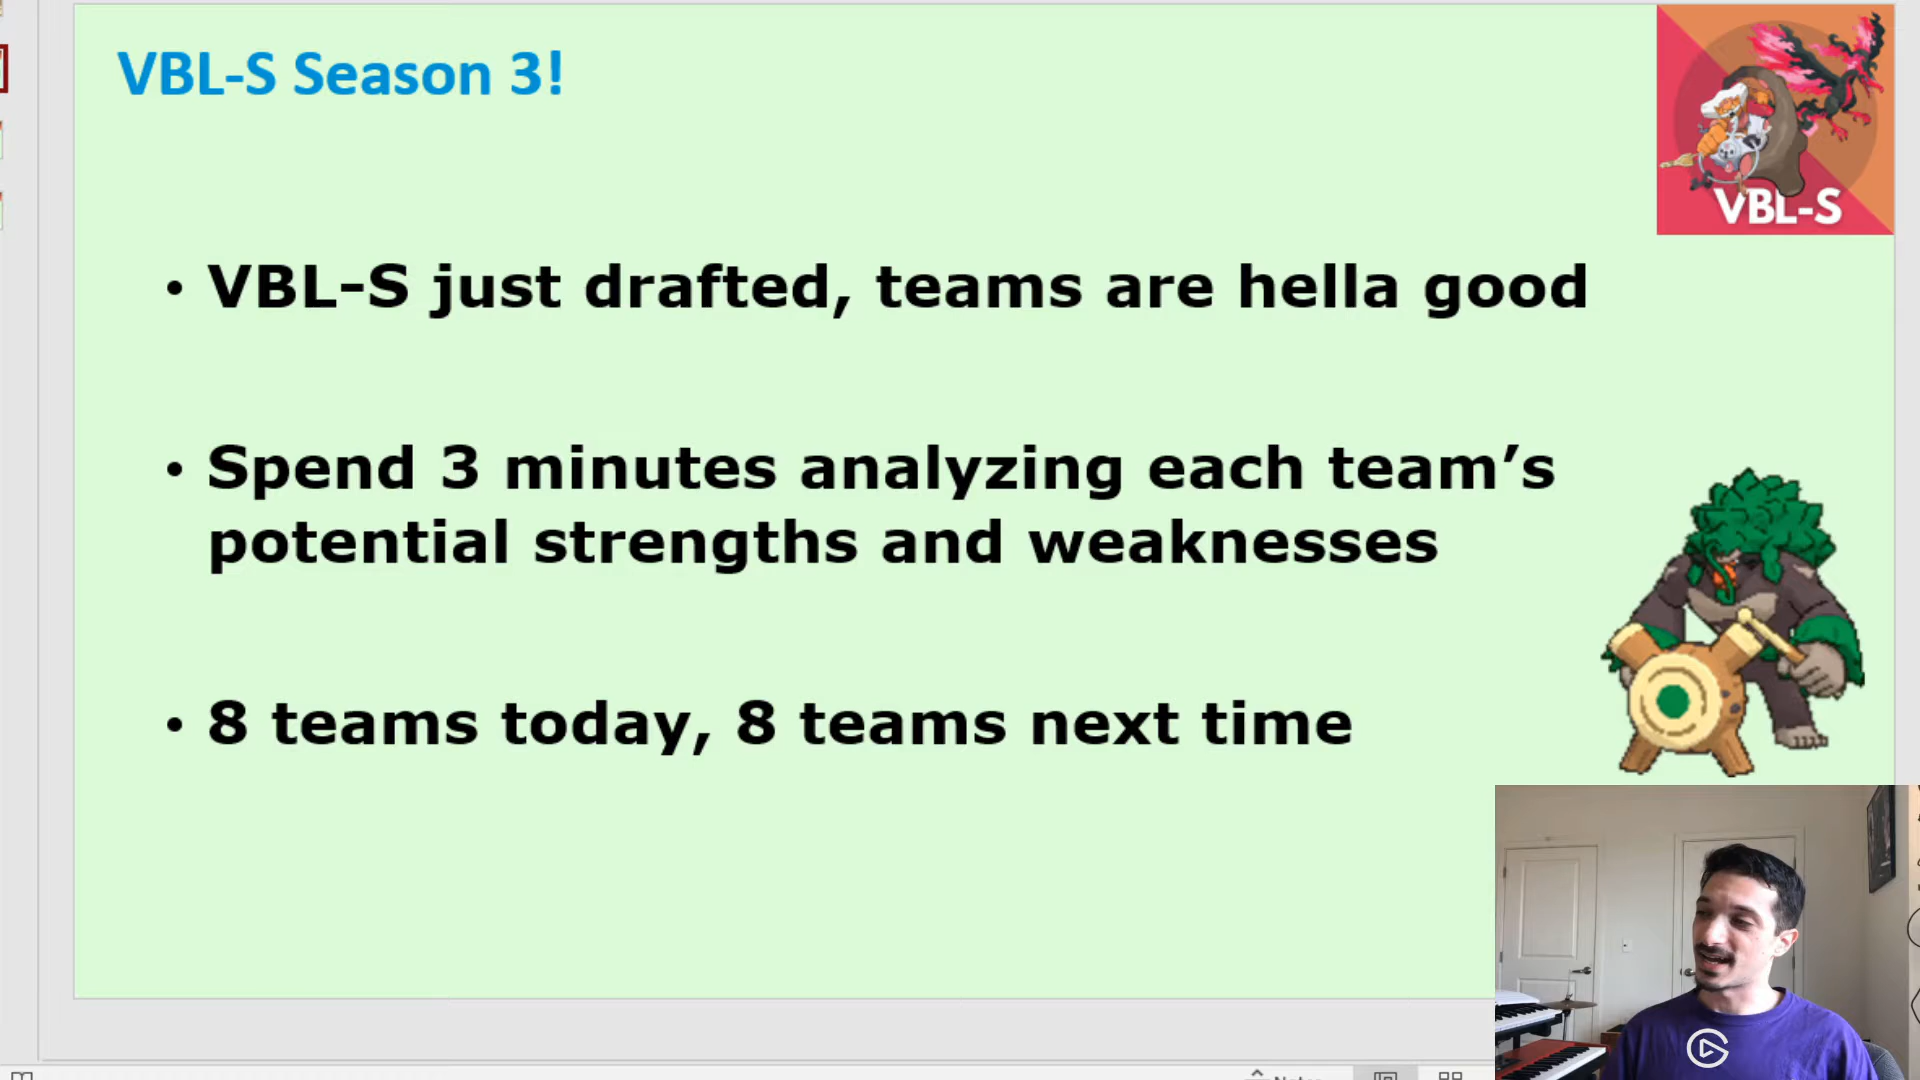 VBL-S Season 3!
VBL-S
• VBL-S just drafted, teams are hella good
• Spend 3 minutes analyzing each team’s
potential strengths and weaknesses
• 8 teams today, 8 teams next time